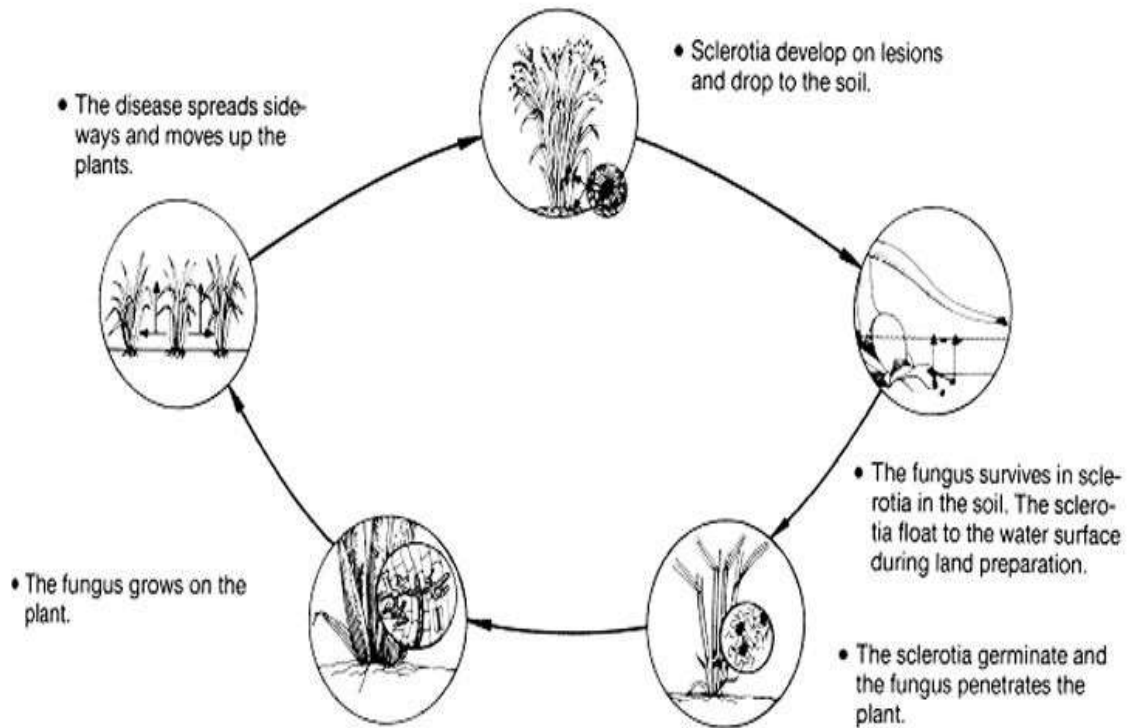 • Sclerotia develop on lesions
and drop to the soil.
• The disease spreads side-
ways and moves up the
plants.
• The fungus survives in scle-
rotia in the soil. The sclero-
tia float to the water surface
during land preparation.
• The fungus grows on the
plant.
• The sclerotia germinate and
the fungus penetrates the
plant.